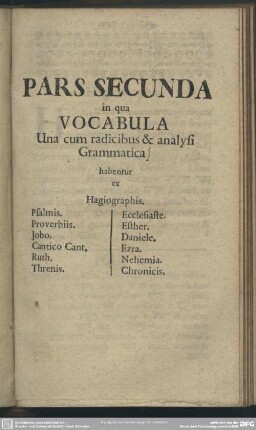 PARS SECUNDA
in qua
VOCABULA
Una cum radicibus & analysi
Grammatica
habentur
ex
Hagiographis.
Psalmis.
Proverbiis.
Jobo.
Cantico Cant.
Ruth.
Threnis.
Ecclesiaste.
Esther.
Daniele.
Ezra.
Nehemia.
Chronicis.